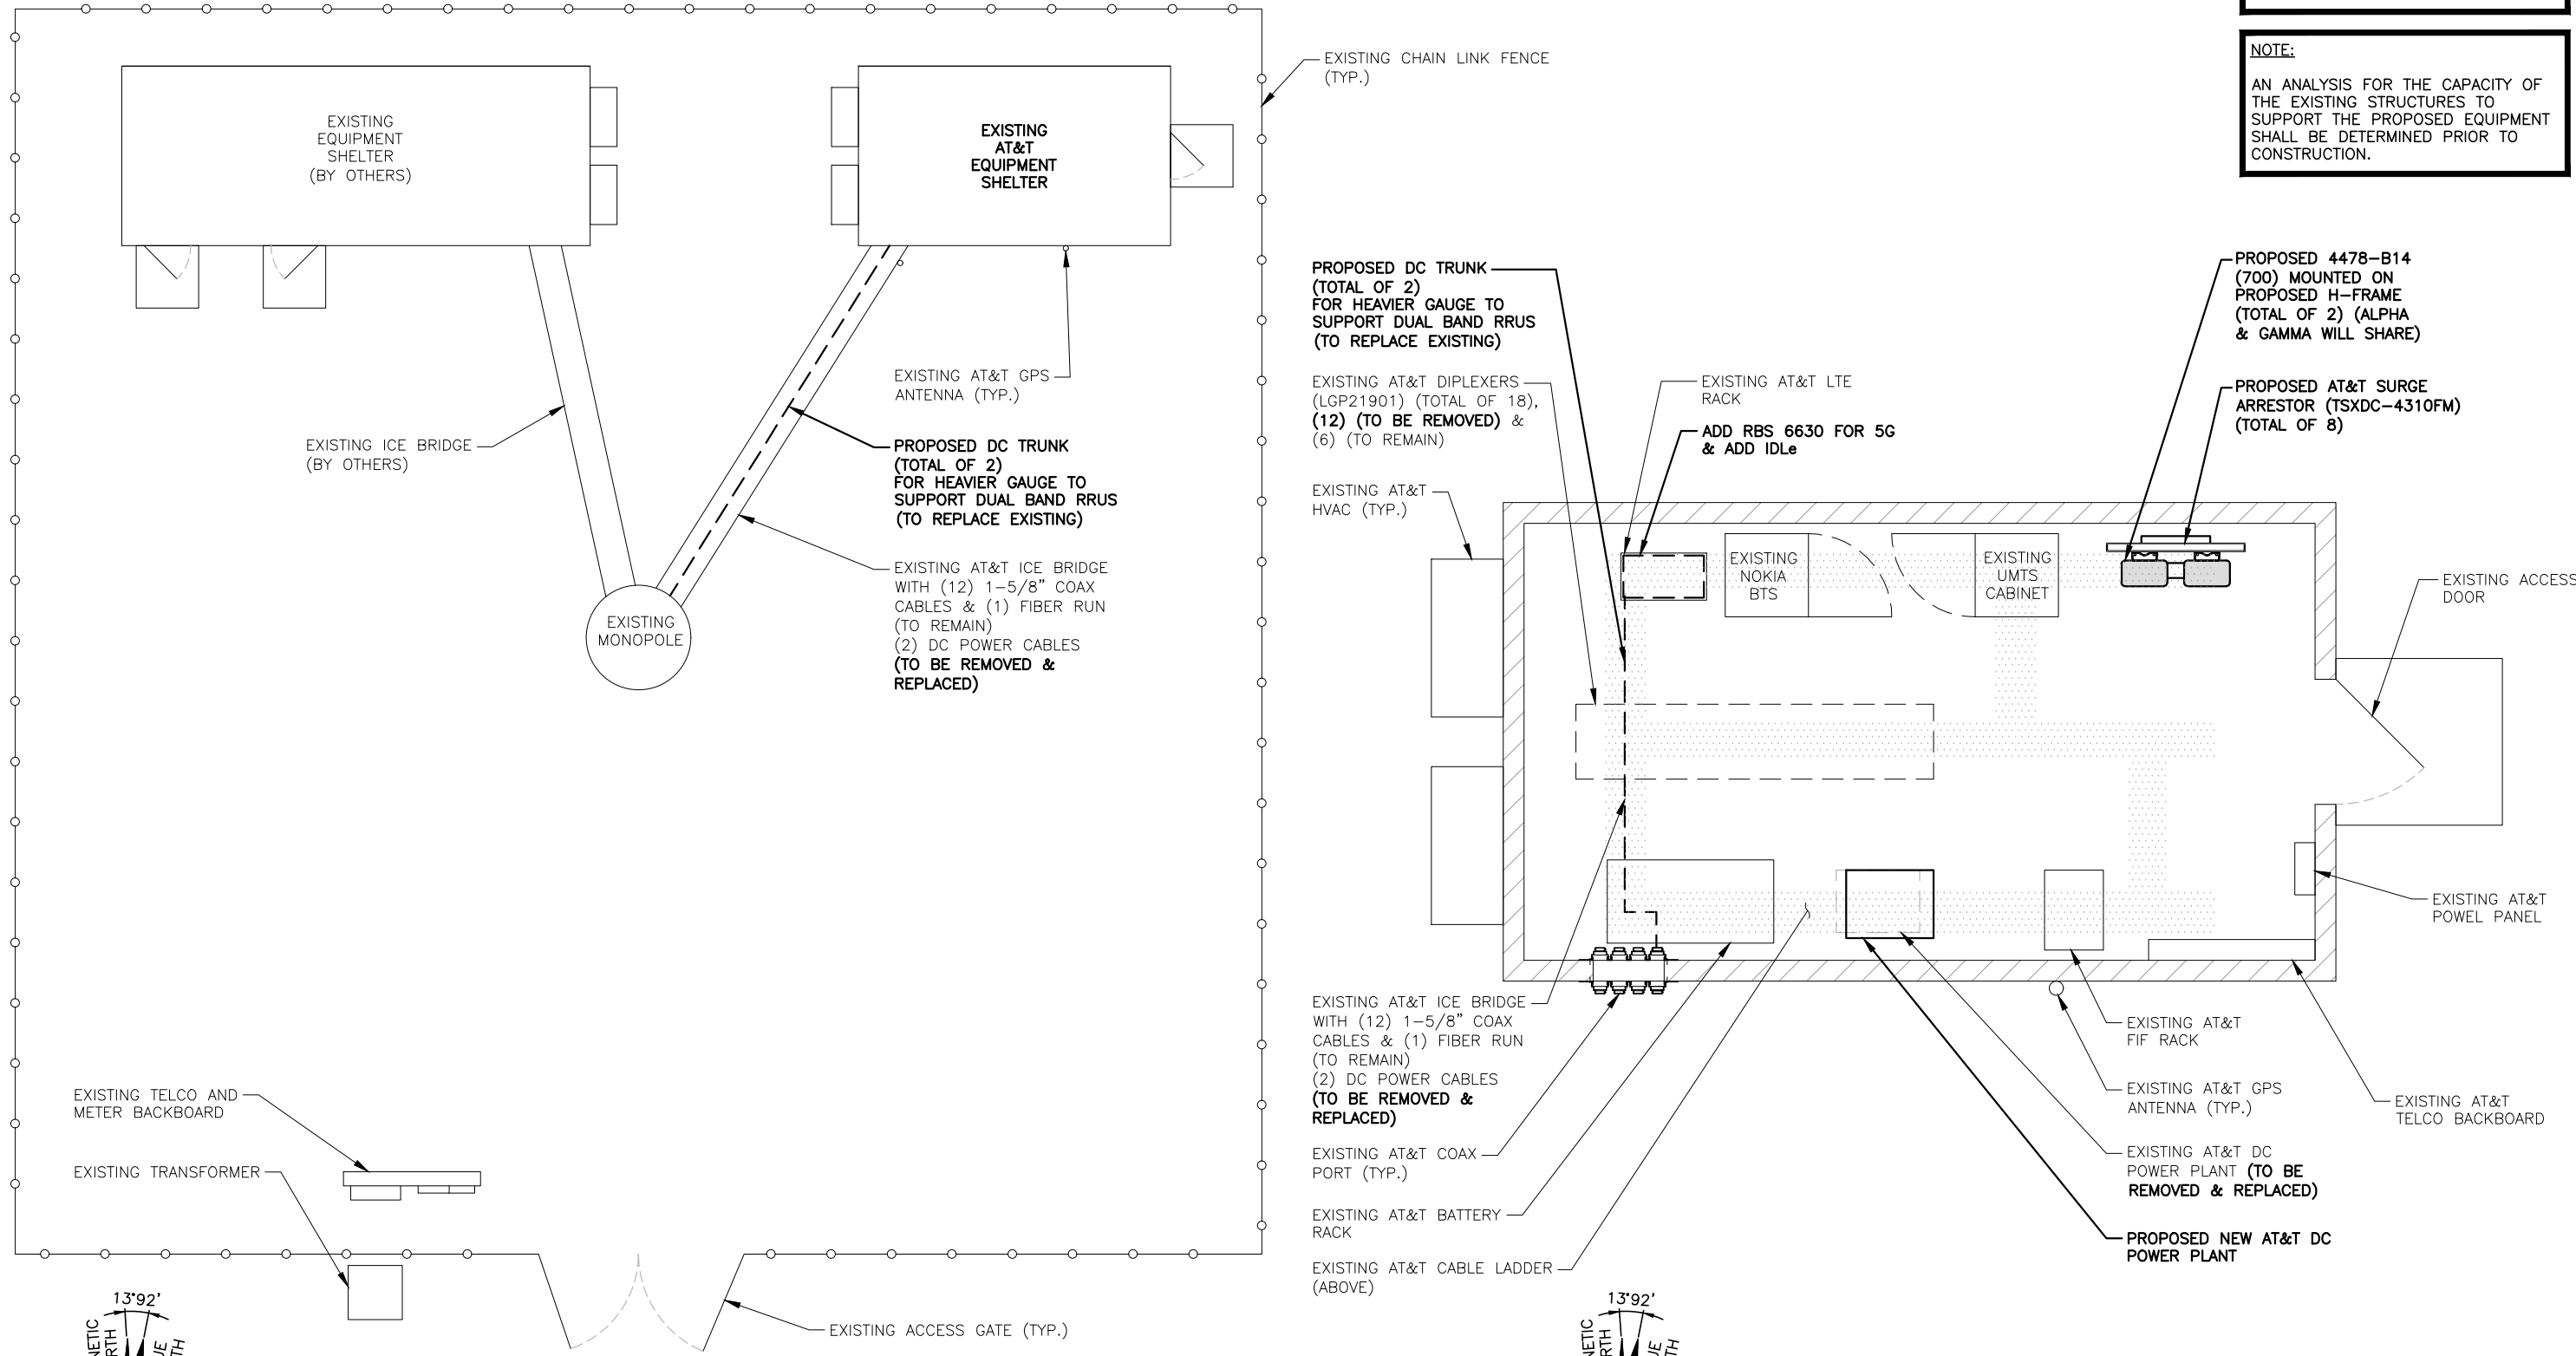 EXISTING CHAIN LINK FENCE
(TYP.)
NOTE:
AN ANALYSIS FOR THE CAPACITY OF
THE EXISTING STRUCTURES TO
SUPPORT THE PROPOSED EQUIPMENT
SHALL BE DETERMINED PRIOR TO
CONSTRUCTION.
EXISTING
EQUIPMENT
SHELTER
(BY OTHERS)
EXISTING
AT&T
EQUIPMENT
SHELTER
EXISTING AT&T GPS
ANTENNA (TYP.)
EXISTING ICE BRIDGE
(BY OTHERS)
PROPOSED DC TRUNK
(TOTAL OF 2)
FOR HEAVIER GAUGE TO
SUPPORT DUAL BAND RRUS
(TO REPLACE EXISTING)
EXISTING AT&T ICE BRIDGE
WITH (12) 1-5/8" COAX
CABLES & (1) FIBER RUN
(TO REMAIN)
(2) DC POWER CABLES
(TO BE REMOVED &
REPLACED)
EXISTING
MONOPOLE
EXISTING TELCO AND
METER BACKBOARD
EXISTING TRANSFORMER
EXISTING ACCESS GATE (TYP.)
13°92'
PROPOSED DC TRUNK
(TOTAL OF 2)
FOR HEAVIER GAUGE TO
SUPPORT DUAL BAND RRUS
(TO REPLACE EXISTING)
EXISTING AT&T DIPLEXERS
(LGP21901) (TOTAL OF 18),
(12) (TO BE REMOVED) &
(6) (TO REMAIN)
EXISTING AT&T
HVAC (TYP.)
EXISTING AT&T LTE
RACK
ADD RBS 6630 FOR 5G
& ADD IDLe
PROPOSED 4478-B14
(700) MOUNTED ON
PROPOSED H-FRAME
(TOTAL OF 2) (ALPHA
& GAMMA WILL SHARE)
PROPOSED AT&T SURGE
ARRESTOR (TSXDC-4310FM)
(TOTAL OF 8)
EXISTING
NOKIA
BTS
EXISTING
UMTS
CABINET
EXISTING ACCESS
DOOR
EXISTING AT&T
POWEL PANEL
EXISTING AT&T ICE BRIDGE
WITH (12) 1-5/8" COAX
CABLES & (1) FIBER RUN
(TO REMAIN)
(2) DC POWER CABLES
(TO BE REMOVED &
REPLACED)
EXISTING AT&T COAX
PORT (TYP.)
EXISTING AT&T BATTERY
RACK
EXISTING AT&T CABLE LADDER
(ABOVE)
EXISTING AT&T
FIF RACK
EXISTING AT&T GPS
ANTENNA (TYP.)
EXISTING AT&T
TELCO BACKBOARD
EXISTING AT&T DC
POWER PLANT (TO BE
REMOVED & REPLACED)
PROPOSED NEW AT&T DC
POWER PLANT
13°92'